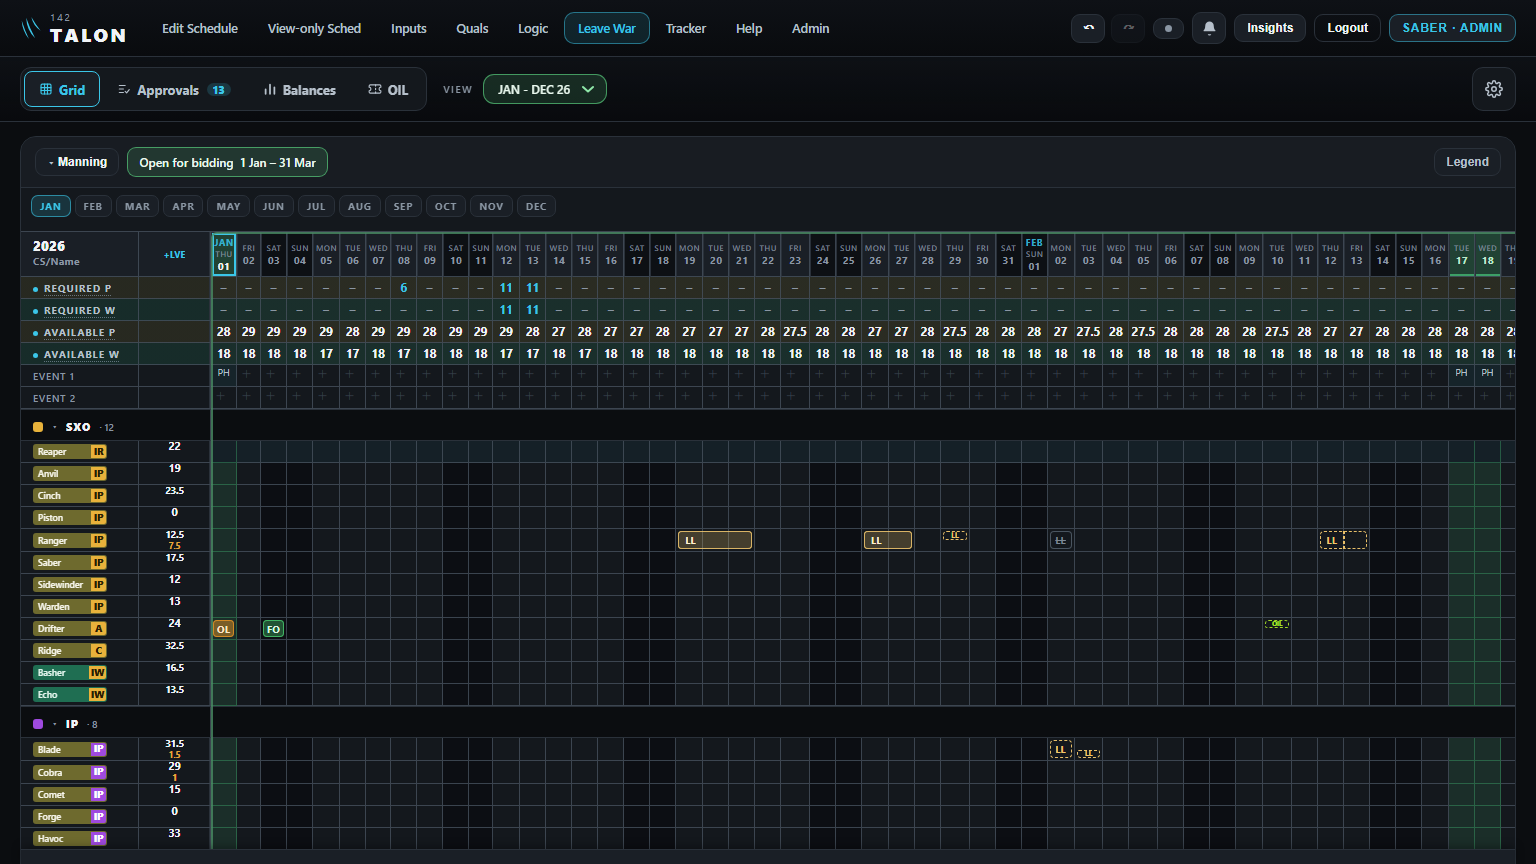 142
TALON
Edit Schedule View-only Sched Inputs Quals Logic Leave War Tracker Help Admin
Insights Logout SABER · ADMIN
Grid Approvals 13 Balances OIL VIEW JAN - DEC 26
Manning Open for bidding 1 Jan – 31 Mar Legend
JAN FEB MAR APR MAY JUN JUL AUG SEP OCT NOV DEC
2026
CS/Name
+LVE
JAN THU 01 FRI 02 SAT 03 SUN 04 MON 05 TUE 06 WED 07 THU 08 FRI 09 SAT 10 SUN 11 MON 12 TUE 13 WED 14 THU 15 FRI 16 SAT 17 SUN 18 MON 19 TUE 20 WED 21 THU 22 FRI 23 SAT 24 SUN 25 MON 26 TUE 27 WED 28 THU 29 FRI 30 SAT 31 FEB SUN 01 MON 02 TUE 03 WED 04 THU 05 FRI 06 SAT 07 SUN 08 MON 09 TUE 10 WED 11 THU 12 FRI 13 SAT 14 SUN 15 MON 16 TUE 17 WED 18
REQUIRED P – – – – – – – 6 – – – 11 11 – – – – – – – – – – – – – – – – – – – – – – – – – – – – – – – – – – – – –
REQUIRED W – – – – – – – – – – – 11 11 – – – – – – – – – – – – – – – – – – – – – – – – – – – – – – – – – – – – –
AVAILABLE P 28 29 29 29 29 28 29 29 28 29 29 29 28 27 28 27 28 28 27 27 27 28 27.5 28 28 27 27 28 27.5 28 28 28 27 27.5 28 27.5 28 28 28 28 27.5 28 27 27 28 28 28 28 28
AVAILABLE W 18 18 18 18 17 17 18 17 18 18 18 17 17 18 17 18 18 18 18 18 18 18 18 18 18 18 18 18 18 18 18 18 18 18 18 18 18 18 18 18 18 18 18 18 18 18 18 18 18
EVENT 1 PH + + + + + + + + + + + + + + + + + + + + + + + + + + + + + + + + + + + + + + + + + + + + + + PH PH
EVENT 2 + + + + + + + + + + + + + + + + + + + + + + + + + + + + + + + + + + + + + + + + + + + + + + + + +
SXO · 12
Reaper IR 22
Anvil IP 19
Cinch IP 23.5
Piston IP 0
Ranger IP 12.5 7.5 LL LL LL LL LL
Saber IP 17.5
Sidewinder IP 12
Warden IP 13
Drifter A 24 OL FO OL
Ridge C 32.5
Basher IW 16.5
Echo IW 13.5
IP · 8
Blade IP 31.5 1.5 LL LL
Cobra IP 29 1
Comet IP 15
Forge IP 0
Havoc IP 33